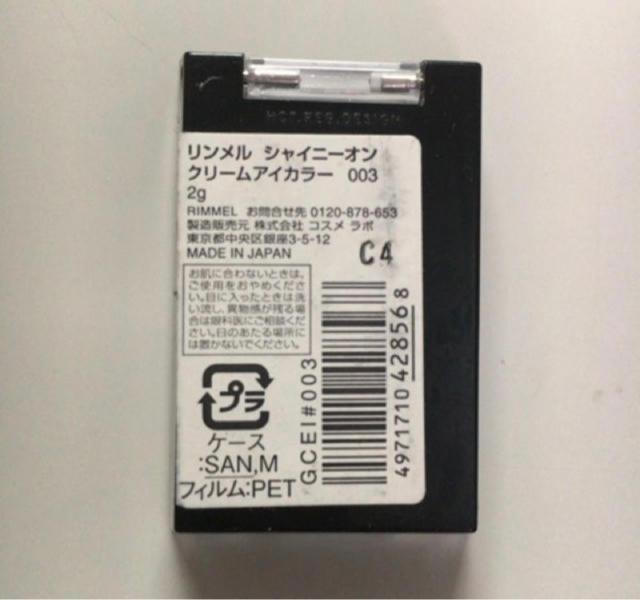 MOT.REG.DESIGN
リンメル シャイニーオン
クリームアイカラー 003
2g
RIMMEL お問合せ先 0120-878-653
製造販売元 株式会社 コスメ ラボ
東京都中央区銀座3-5-12
MADE IN JAPAN
C4
お肌に合わないときは、
ご使用をおやめくださ
い。目に入ったときは洗
い流し、異物感が残る場
合は眼科医にご相談くだ
さい。日のあたる場所に
は置かないでください。
プラ
ケース
:SAN,M
フィルム:PET
GCEI#003
4971710 428568